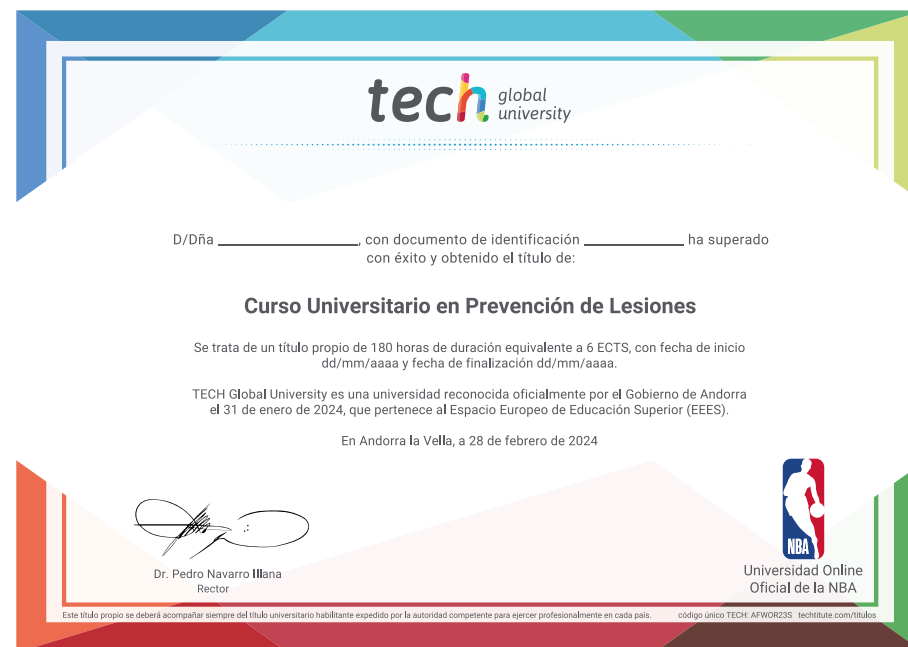 tech global university
D/Dña ____________________, con documento de identificación ______________ ha superado
con éxito y obtenido el título de:
Curso Universitario en Prevención de Lesiones
Se trata de un título propio de 180 horas de duración equivalente a 6 ECTS, con fecha de inicio
dd/mm/aaaa y fecha de finalización dd/mm/aaaa.
TECH Global University es una universidad reconocida oficialmente por el Gobierno de Andorra
el 31 de enero de 2024, que pertenece al Espacio Europeo de Educación Superior (EEES).
En Andorra la Vella, a 28 de febrero de 2024
Dr. Pedro Navarro Illana
Rector
NBA
Universidad Online
Oficial de la NBA
Este título propio se deberá acompañar siempre del título universitario habilitante expedido por la autoridad competente para ejercer profesionalmente en cada país.
código único TECH: AFWOR23S techtitute.com/titulos